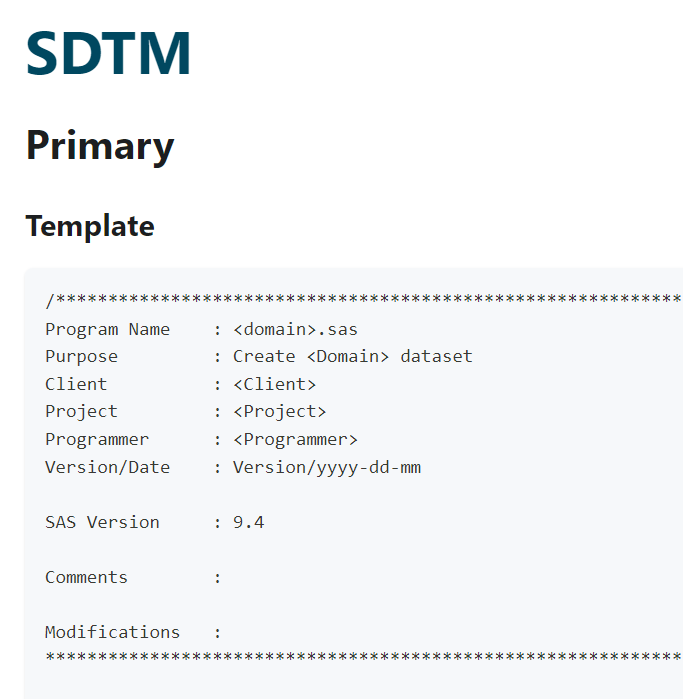 SDTM
Primary
Template
/************************************************************
Program Name    : <domain>.sas
Purpose         : Create <Domain> dataset
Client          : <Client>
Project         : <Project>
Programmer      : <Programmer>
Version/Date    : Version/yyyy-dd-mm
SAS Version     : 9.4
Comments        :
Modifications   :
*************************************************************